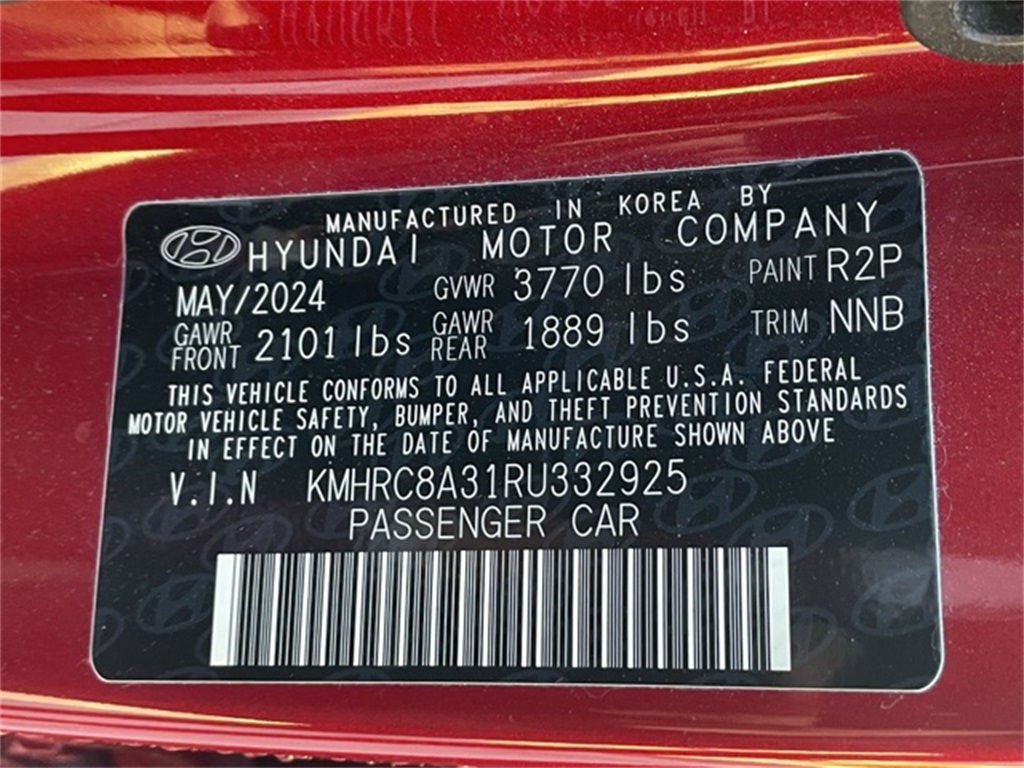 MANUFACTURED IN KOREA BY
HYUNDAI MOTOR COMPANY
MAY/2024 GVWR 3770 lbs PAINT R2P
GAWR FRONT 2101 lbs GAWR REAR 1889 lbs TRIM NNB
THIS VEHICLE CONFORMS TO ALL APPLICABLE U.S.A. FEDERAL
MOTOR VEHICLE SAFETY, BUMPER, AND THEFT PREVENTION STANDARDS
IN EFFECT ON THE DATE OF MANUFACTURE SHOWN ABOVE
V.I.N KMHRC8A31RU332925
PASSENGER CAR